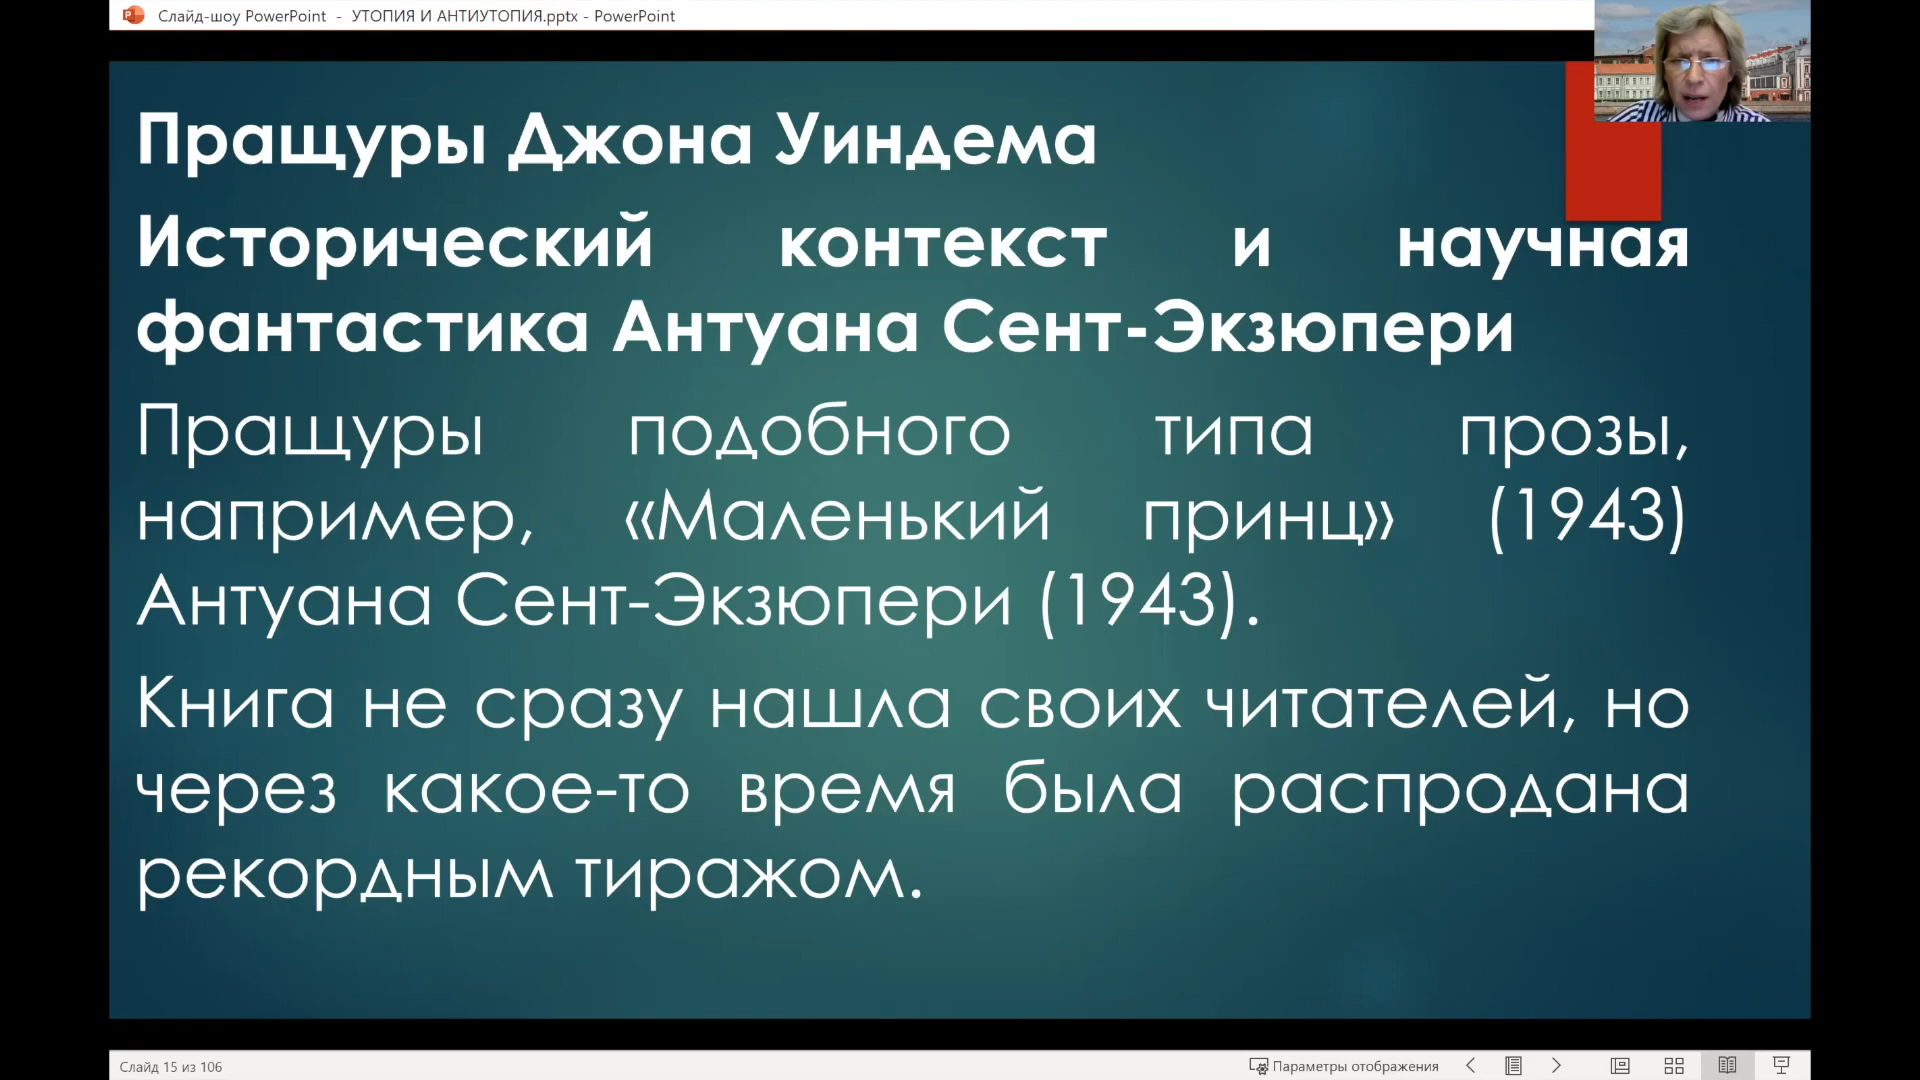 Слайд-шоу PowerPoint - УТОПИЯ И АНТИУТОПИЯ.pptx - PowerPoint
Пращуры Джона Уиндема
Исторический контекст и научная
фантастика Антуана Сент-Экзюпери
Пращуры подобного типа прозы,
например, «Маленький принц» (1943)
Антуана Сент-Экзюпери (1943).
Книга не сразу нашла своих читателей, но
через какое-то время была распродана
рекордным тиражом.
Слайд 15 из 106
Параметры отображения